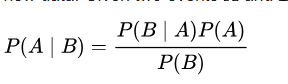 P(A | B) = P(B | A)P(A) / P(B)